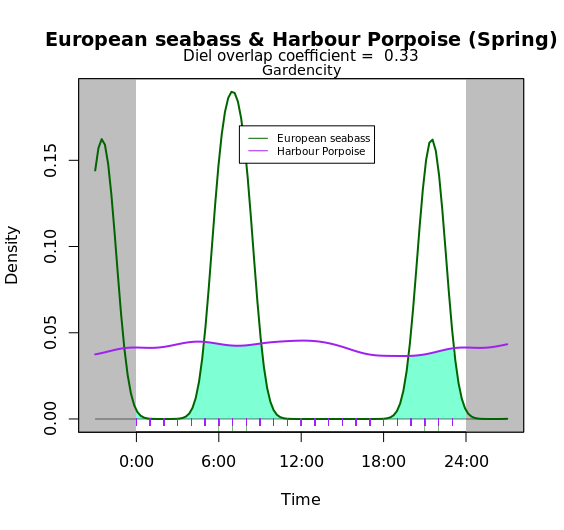 European seabass & Harbour Porpoise (Spring)
Diel overlap coefficient =  0.33
Gardencity
European seabass
Harbour Porpoise
Density
0.15
0.10
0.05
0.00
0:00 6:00 12:00 18:00 24:00
Time